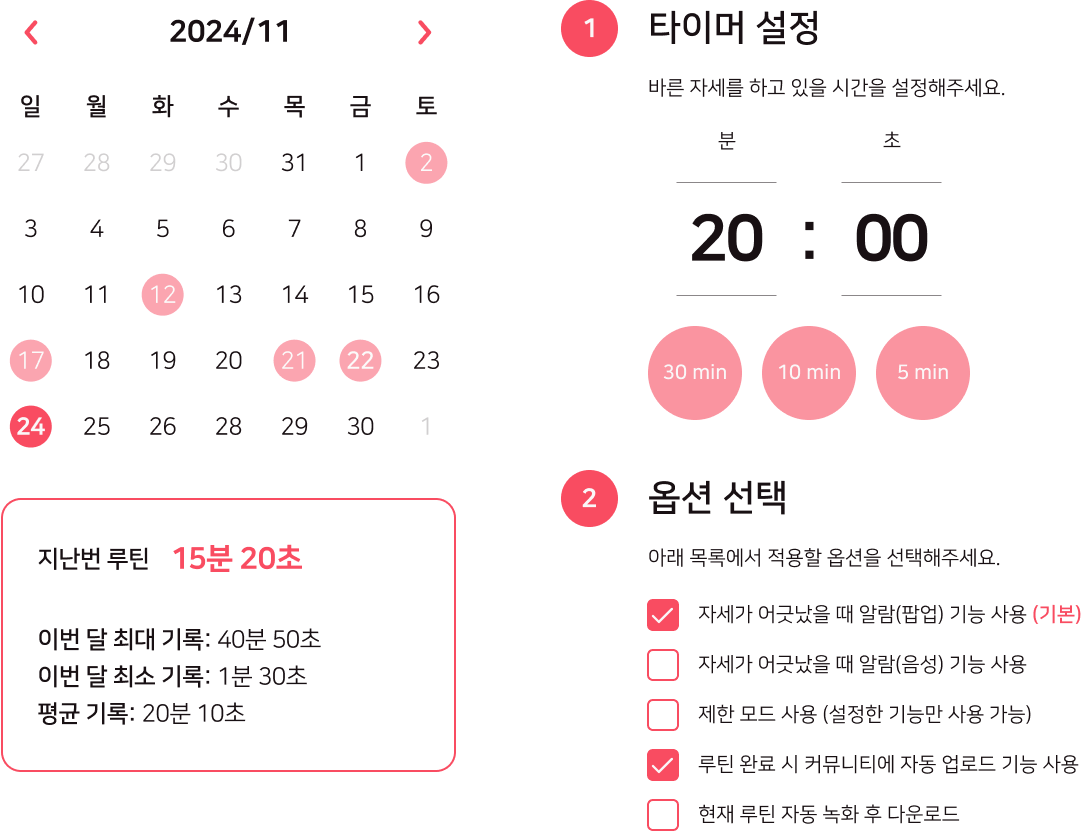 2024/11
일 월 화 수 목 금 토
27 28 29 30 31 1 2
3 4 5 6 7 8 9
10 11 12 13 14 15 16
17 18 19 20 21 22 23
24 25 26 28 29 30 1
지난번 루틴 15분 20초
이번 달 최대 기록: 40분 50초
이번 달 최소 기록: 1분 30초
평균 기록: 20분 10초
1 타이머 설정
바른 자세를 하고 있을 시간을 설정해주세요.
분 초
20 : 00
30 min 10 min 5 min
2 옵션 선택
아래 목록에서 적용할 옵션을 선택해주세요.
자세가 어긋났을 때 알람(팝업) 기능 사용 (기본)
자세가 어긋났을 때 알람(음성) 기능 사용
제한 모드 사용 (설정한 기능만 사용 가능)
루틴 완료 시 커뮤니티에 자동 업로드 기능 사용
현재 루틴 자동 녹화 후 다운로드